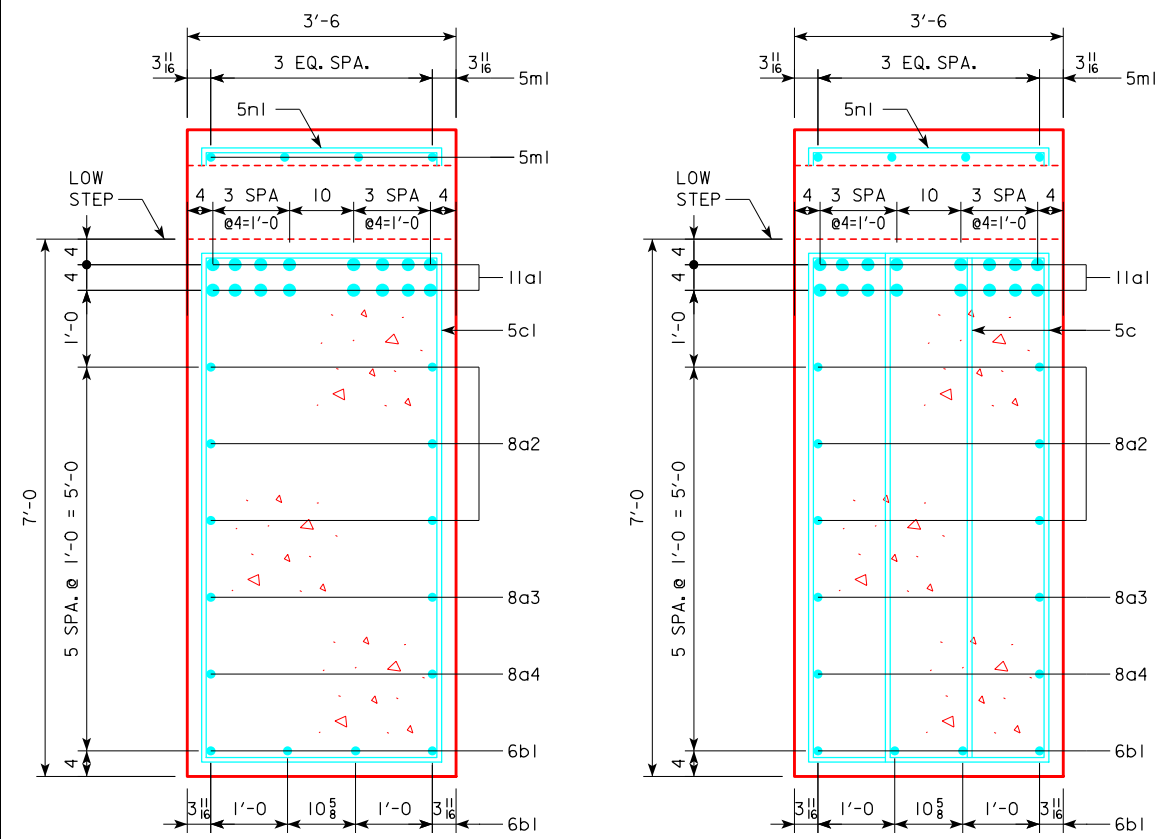 3'-6
3 11/16 3 EQ. SPA. 3 11/16
5m1
5n1
5m1
LOW
STEP
4 3 SPA 10 3 SPA 4
@4=1'-0 @4=1'-0
4
4
11a1
1'-0
5c1
8a2
7'-0
5 SPA. @ 1'-0 = 5'-0
8a3
8a4
6b1
4
3 11/16 1'-0 10 5/8 1'-0 3 11/16
6b1
3'-6
3 11/16 3 EQ. SPA. 3 11/16
5m1
5n1
LOW
STEP
4 3 SPA 10 3 SPA 4
@4=1'-0 @4=1'-0
4
4
11a1
1'-0
5c
8a2
7'-0
5 SPA. @ 1'-0 = 5'-0
8a3
8a4
6b1
4
3 11/16 1'-0 10 5/8 1'-0 3 11/16
6b1